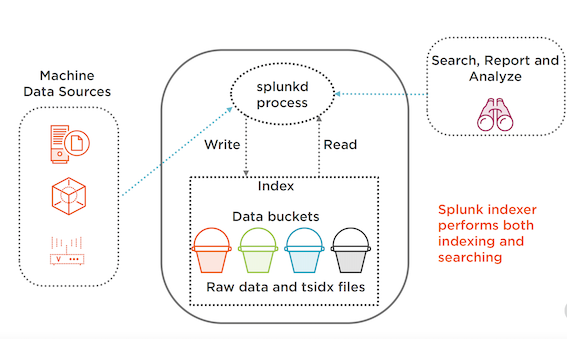 Machine
Data Sources
splunkd
process
Search, Report and
Analyze
Write
Read
Index
Data buckets
Raw data and tsidx files
Splunk indexer
performs both
indexing and
searching